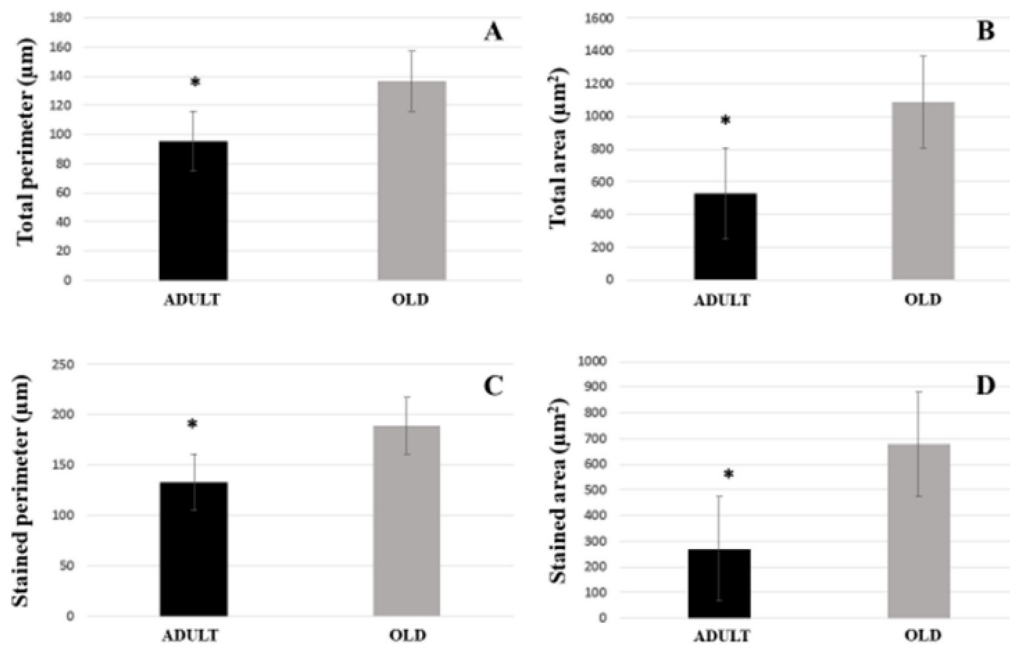 A
Total perimeter (µm)
180
160
140
120
100
80
60
40
20
0
*
ADULT
OLD
B
Total area (µm²)
1600
1400
1200
1000
800
600
400
200
0
*
ADULT
OLD
C
Stained perimeter (µm)
250
200
150
100
50
0
*
ADULT
OLD
D
Stained area (µm²)
1000
900
800
700
600
500
400
300
200
100
0
*
ADULT
OLD